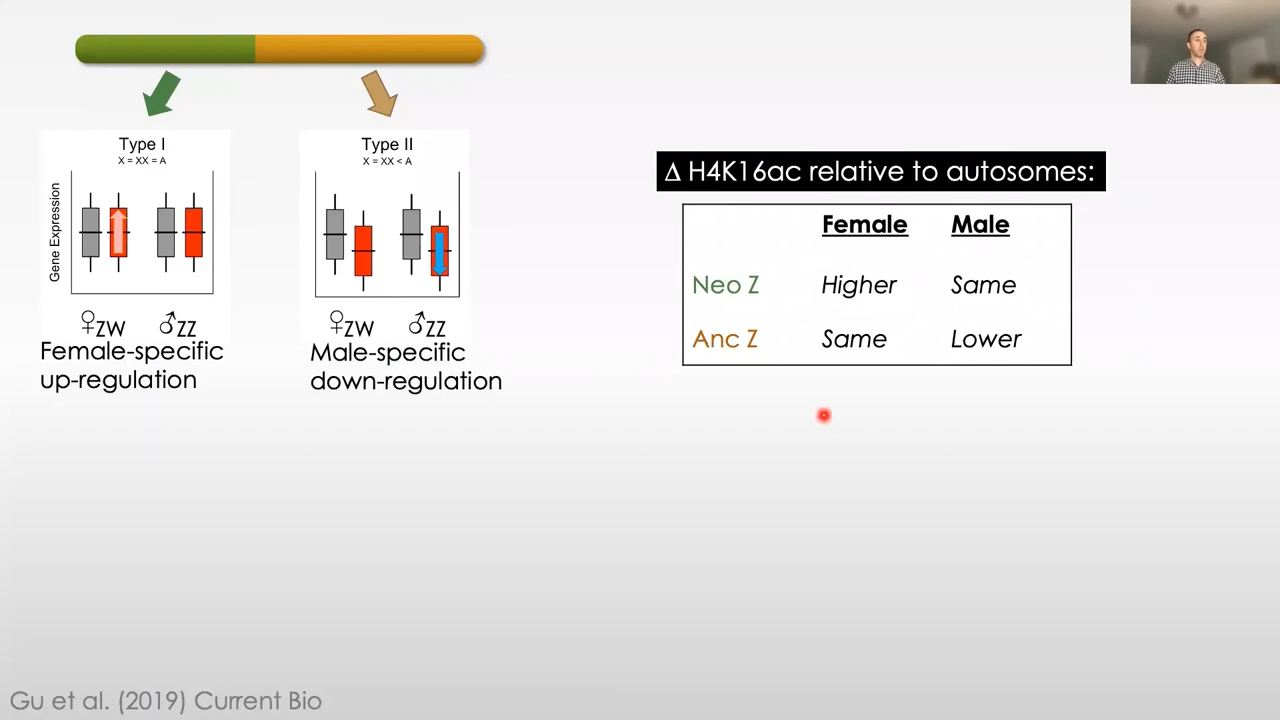 Type I
X = XX = A
Gene Expression
♀ZW ♂ZZ
Female-specific
up-regulation
Type II
X = XX < A
♀ZW ♂ZZ
Male-specific
down-regulation
Δ H4K16ac relative to autosomes:
Female Male
Neo Z Higher Same
Anc Z Same Lower
Gu et al. (2019) Current Bio